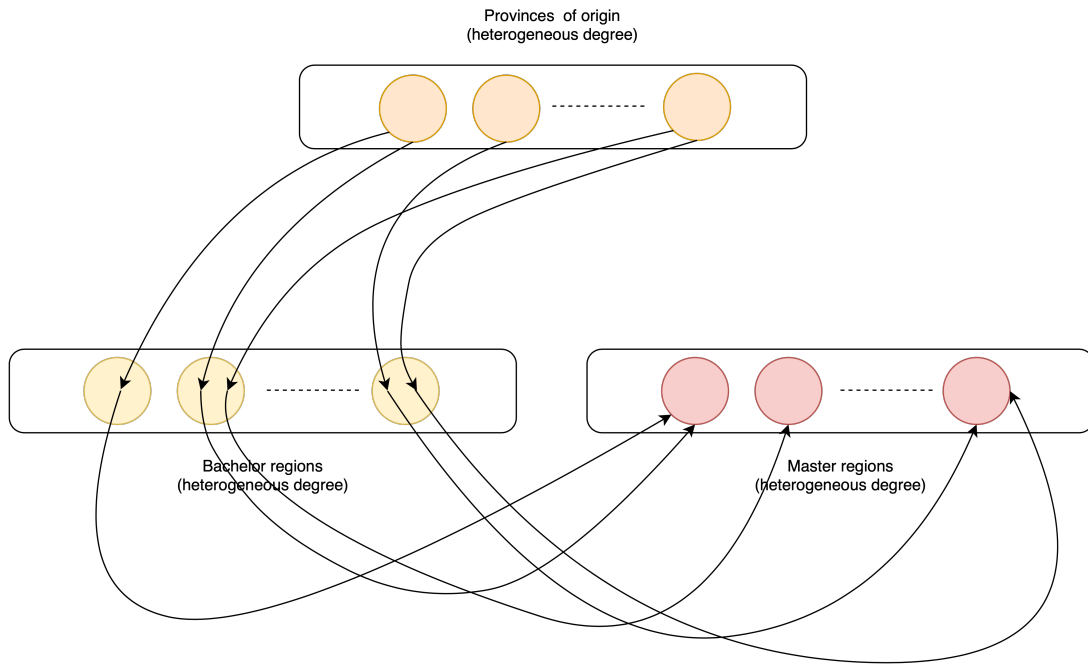 Provinces of origin
(heterogeneous degree)
Bachelor regions
(heterogeneous degree)
Master regions
(heterogeneous degree)